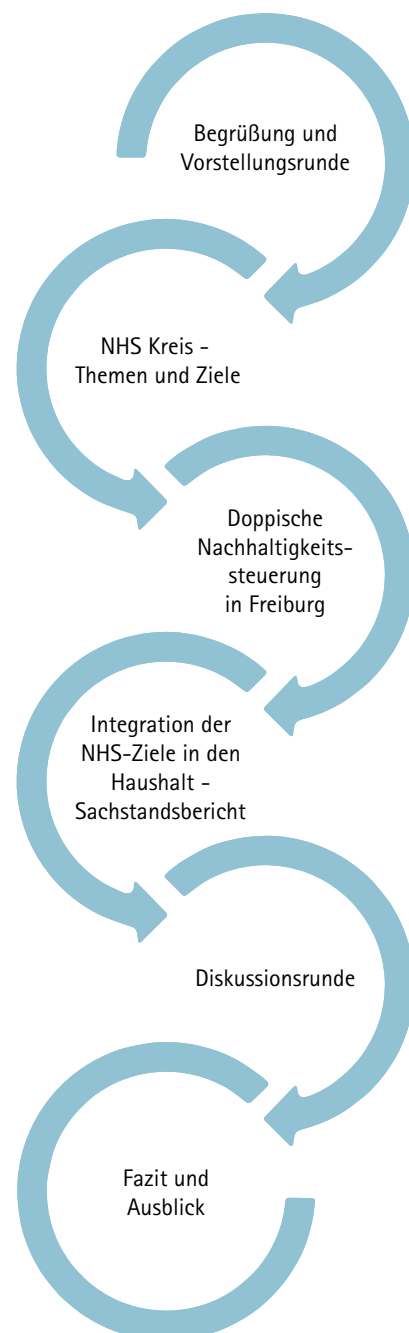 Begrüßung und
Vorstellungsrunde
NHS Kreis -
Themen und Ziele
Doppische
Nachhaltigkeits-
steuerung
in Freiburg
Integration der
NHS-Ziele in den
Haushalt -
Sachstandsbericht
Diskussionsrunde
Fazit und
Ausblick